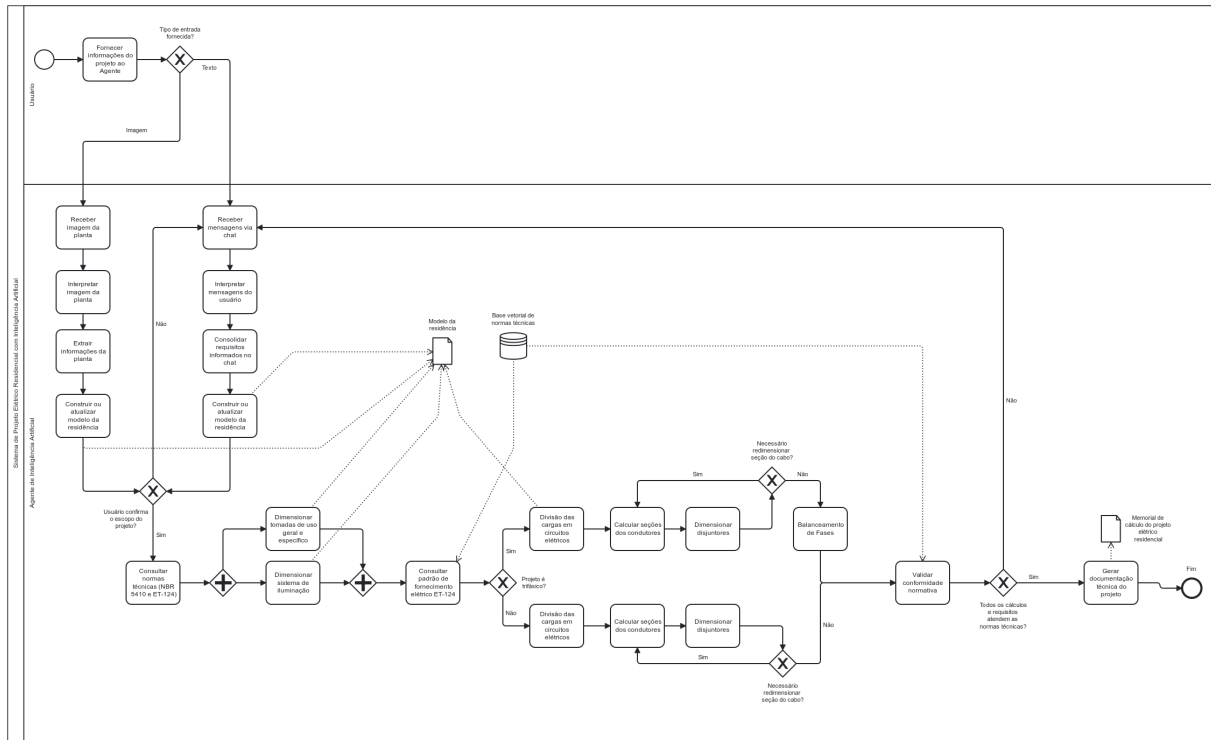 Sistema de Projeto Elétrico Residencial com Inteligência Artificial
Usuário
Fornecer
informações do
projeto ao
Agente
Tipo de entrada
fornecida?
Texto
Imagem
Agente de Inteligência Artificial
Receber
imagem da
planta
Receber
mensagens via
chat
Interpretar
imagem da
planta
Interpretar
mensagens do
usuário
Não
Extrair
informações da
planta
Consolidar
requisitos
informados no
chat
Construir ou
atualizar
modelo da
residência
Construir ou
atualizar
modelo da
residência
Modelo da
residência
Base vetorial de
normas técnicas
Usuário confirma
o escopo do
projeto?
Sim
Consultar
normas
técnicas (NBR
5410 e ET-124)
Dimensionar
tomadas de uso
geral e
específico
Dimensionar
sistema de
iluminação
Consultar
padrão de
fornecimento
elétrico ET-124
Projeto é
trifásico?
Sim
Não
Divisão das
cargas em
circuitos
elétricos
Calcular seções
dos condutores
Dimensionar
disjuntores
Sim
Necessário
redimensionar
seção do cabo?
Não
Balanceamento
de Fases
Divisão das
cargas em
circuitos
elétricos
Calcular seções
dos condutores
Dimensionar
disjuntores
Sim
Necessário
redimensionar
seção do cabo?
Não
Validar
conformidade
normativa
Não
Todos os cálculos
e requisitos
atendem as
normas técnicas?
Sim
Memorial de
cálculo do projeto
elétrico
residencial
Gerar
documentação
técnica do
projeto
Fim